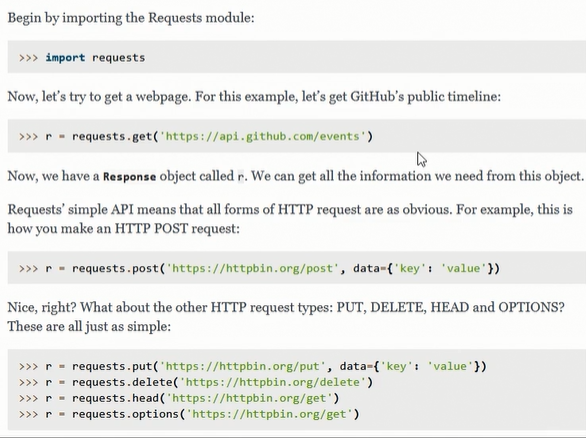 Begin by importing the Requests module:
>>> import requests
Now, let's try to get a webpage. For this example, let's get GitHub's public timeline:
>>> r = requests.get('https://api.github.com/events')
Now, we have a Response object called r. We can get all the information we need from this object.
Requests' simple API means that all forms of HTTP request are as obvious. For example, this is
how you make an HTTP POST request:
>>> r = requests.post('https://httpbin.org/post', data={'key': 'value'})
Nice, right? What about the other HTTP request types: PUT, DELETE, HEAD and OPTIONS?
These are all just as simple:
>>> r = requests.put('https://httpbin.org/put', data={'key': 'value'})
>>> r = requests.delete('https://httpbin.org/delete')
>>> r = requests.head('https://httpbin.org/get')
>>> r = requests.options('https://httpbin.org/get')